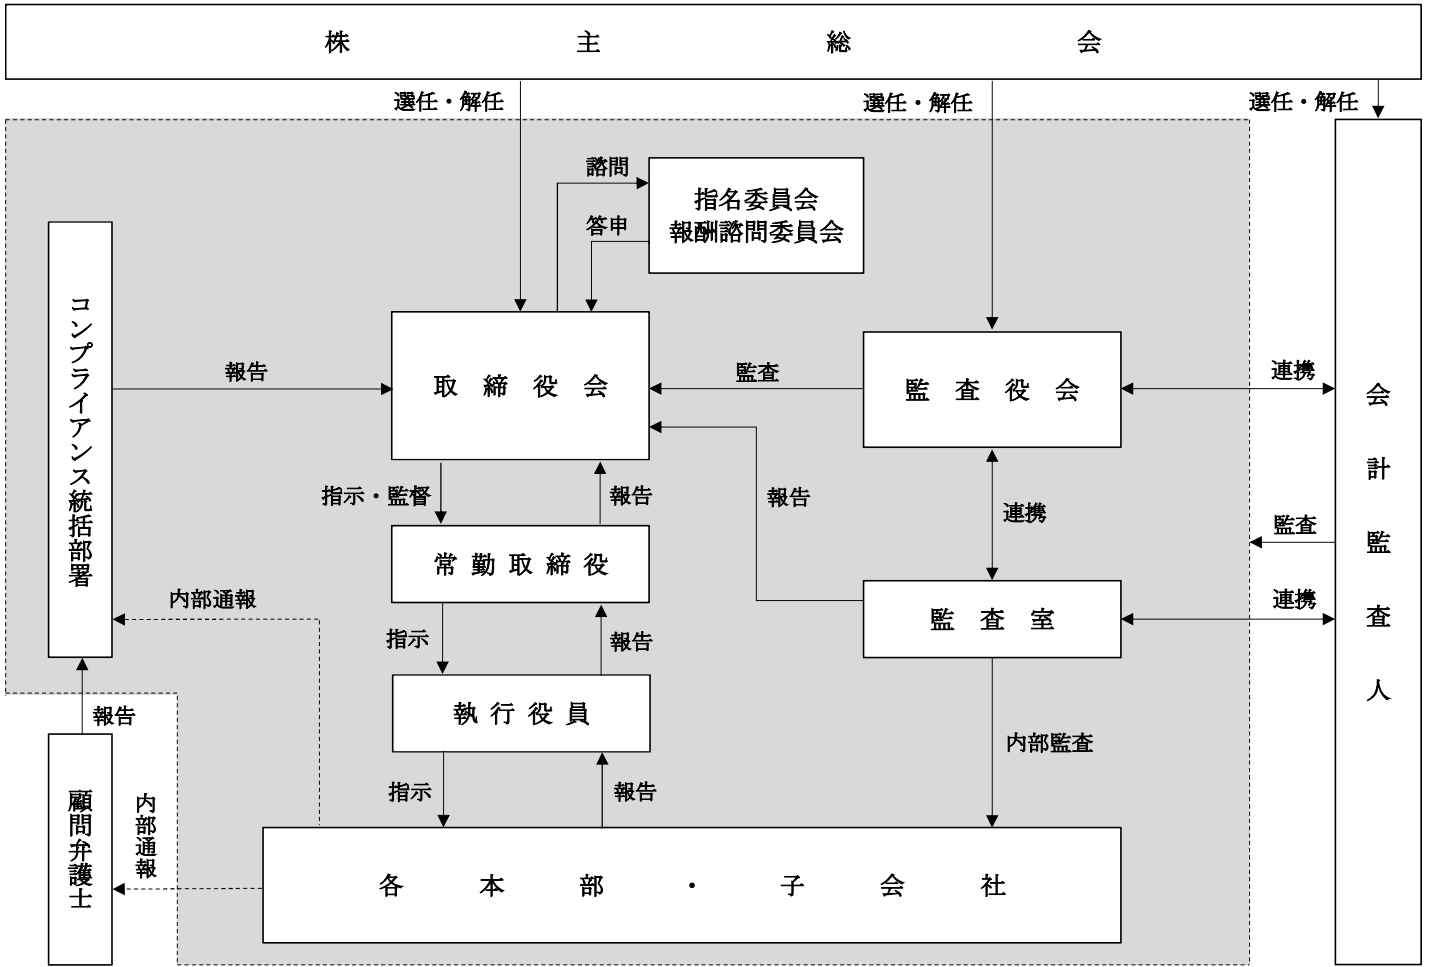 株主総会
選任・解任
選任・解任
選任・解任
諮問
指名委員会
報酬諮問委員会
答申
コンプライアンス統括部署
報告
取締役会
監査
監査役会
連携
会計監査人
指示・監督
報告
報告
連携
監査
常勤取締役
監査室
連携
内部通報
指示
報告
執行役員
報告
内部監査
顧問弁護士
内部通報
指示
報告
各本部・子会社